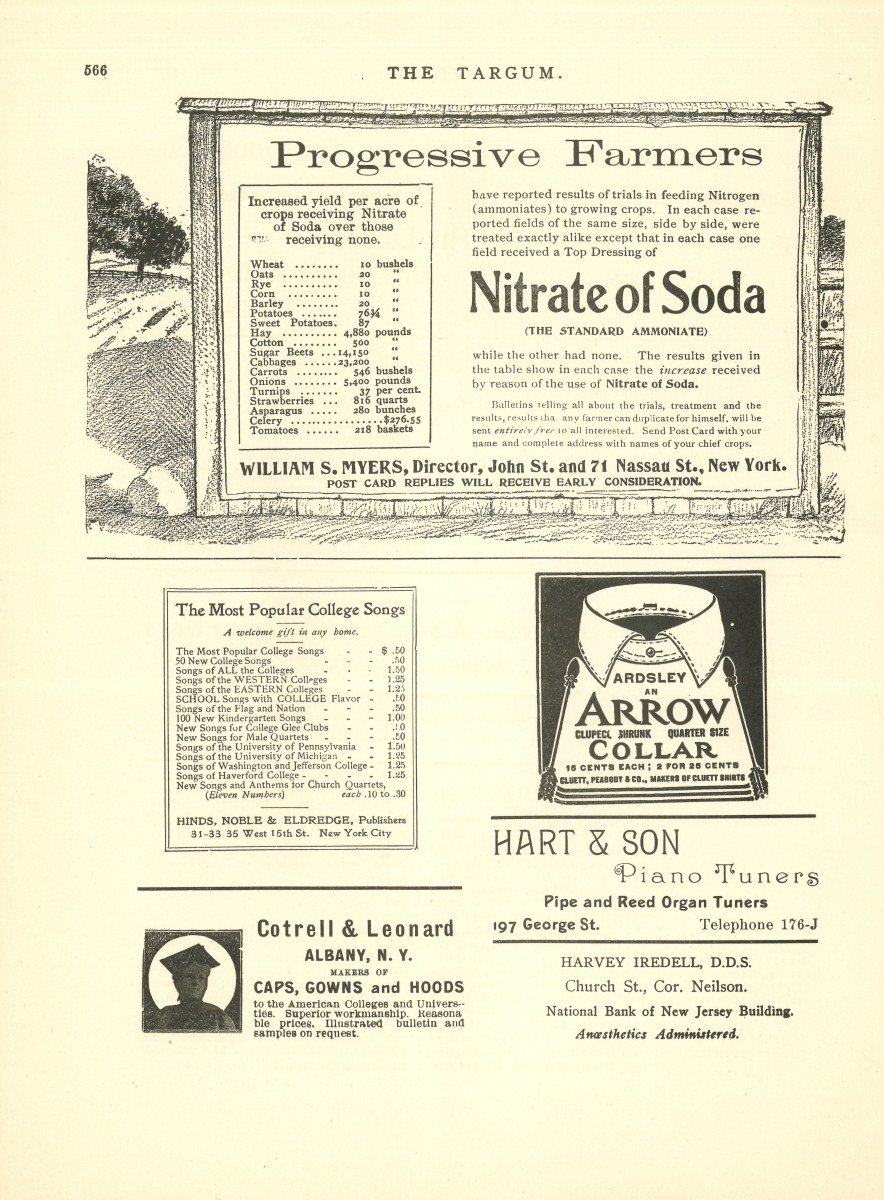 566
THE TARGUM.
Progressive Farmers
Increased yield per acre of
crops receiving Nitrate
of Soda over those
receiving none.
Wheat ........ 10 bushels
Oats .......... 20 "
Rye .......... 10 "
Corn ......... 10 "
Barley ........ 20 "
Potatoes ...... 76¾ "
Sweet Potatoes. 87 "
Hay .......... 4,880 pounds
Cotton ........ 500 "
Sugar Beets ...14,150 "
Cabbages ......23,200 "
Carrots ........ 546 bushels
Onions ........ 5,400 pounds
Turnips ....... 37 per cent.
Strawberries ... 816 quarts
Asparagus ..... 280 bunches
Celery ................$276.55
Tomatoes ...... 218 baskets
have reported results of trials in feeding Nitrogen
(ammoniates) to growing crops. In each case re-
ported fields of the same size, side by side, were
treated exactly alike except that in each case one
field received a Top Dressing of
Nitrate of Soda
(THE STANDARD AMMONIATE)
while the other had none. The results given in
the table show in each case the increase received
by reason of the use of Nitrate of Soda.
Bulletins telling all about the trials, treatment and the
results, results tha any farmer can duplicate for himself, will be
sent entirely free to all interested. Send Post Card with your
name and complete address with names of your chief crops.
WILLIAM S. MYERS, Director, John St. and 71 Nassau St., New York.
POST CARD REPLIES WILL RECEIVE EARLY CONSIDERATION.
The Most Popular College Songs
A welcome gift in any home.
The Most Popular College Songs - - $ .50
50 New College Songs - - - .50
Songs of ALL the Colleges - - - 1.50
Songs of the WESTERN Colleges - - 1.25
Songs of the EASTERN Colleges - - 1.25
SCHOOL Songs with COLLEGE Flavor - .50
Songs of the Flag and Nation - - - .50
100 New Kindergarten Songs - - - 1.00
New Songs for College Glee Clubs - - 
New Songs for Male Quartets - - - .50
Songs of the University of Pennsylvania - 1.50
Songs of the University of Michigan - - 1.25
Songs of Washington and Jefferson College - 1.25
Songs of Haverford College - - - - 1.25
New Songs and Anthems for Church Quartets,
(Eleven Numbers) each .10 to .30
HINDS, NOBLE & ELDREDGE, Publishers
31-33 35 West 15th St. New York City
ARDSLEY
AN
ARROW
CLUPECO SHRUNK QUARTER SIZE
COLLAR
15 CENTS EACH; 2 FOR 25 CENTS
CLUETT, PEABODY & CO., MAKERS OF CLUETT SHIRTS
HART & SON
Piano Tuners
Pipe and Reed Organ Tuners
197 George St. Telephone 176-J
Cotrell & Leonard
ALBANY, N. Y.
MAKERS OF
CAPS, GOWNS and HOODS
to the American Colleges and Univers--
ties. Superior workmanship. Reasona
ble prices. Illustrated bulletin and
samples on request.
HARVEY IREDELL, D.D.S.
Church St., Cor. Neilson.
National Bank of New Jersey Building.
Anæsthetics Administered.